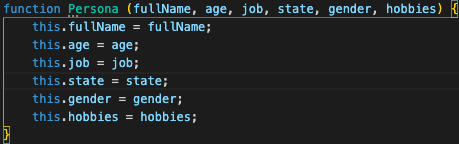 function Persona (fullName, age, job, state, gender, hobbies) {
    this.fullName = fullName;
    this.age = age;
    this.job = job;
    this.state = state;
    this.gender = gender;
    this.hobbies = hobbies;
}